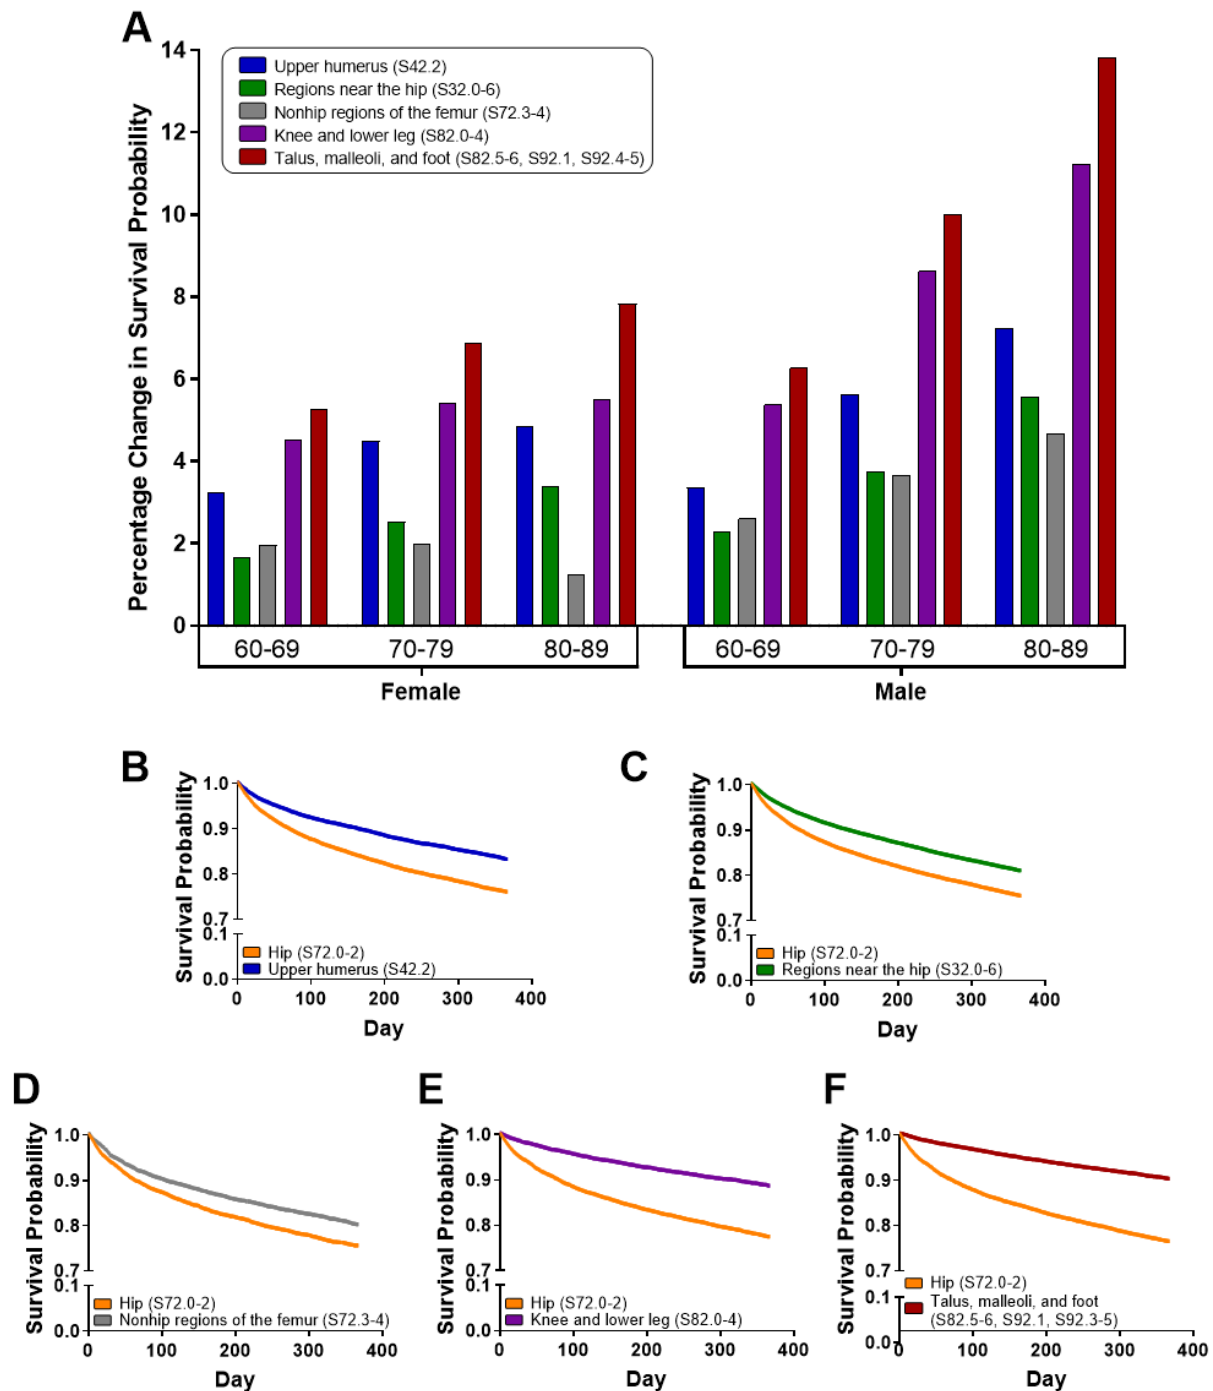 A
Percentage Change in Survival Probability
14
12
10
8
6
4
2
0
Upper humerus (S42.2)
Regions near the hip (S32.0-6)
Nonhip regions of the femur (S72.3-4)
Knee and lower leg (S82.0-4)
Talus, malleoli, and foot (S82.5-6, S92.1, S92.4-5)
60-69 70-79 80-89 60-69 70-79 80-89
Female Male
B
Survival Probability
1.0
0.9
0.8
0.7
0.1
0.0
Hip (S72.0-2)
Upper humerus (S42.2)
0 100 200 300 400
Day
C
Survival Probability
1.0
0.9
0.8
0.7
0.1
0.0
Hip (S72.0-2)
Regions near the hip (S32.0-6)
0 100 200 300 400
Day
D
Survival Probability
1.0
0.9
0.8
0.7
0.1
0.0
Hip (S72.0-2)
Nonhip regions of the femur (S72.3-4)
0 100 200 300 400
Day
E
Survival Probability
1.0
0.9
0.8
0.7
0.1
0.0
Hip (S72.0-2)
Knee and lower leg (S82.0-4)
0 100 200 300 400
Day
F
Survival Probability
1.0
0.9
0.8
0.7
0.1
0.0
Hip (S72.0-2)
Talus, malleoli, and foot
(S82.5-6, S92.1, S92.3-5)
0 100 200 300 400
Day